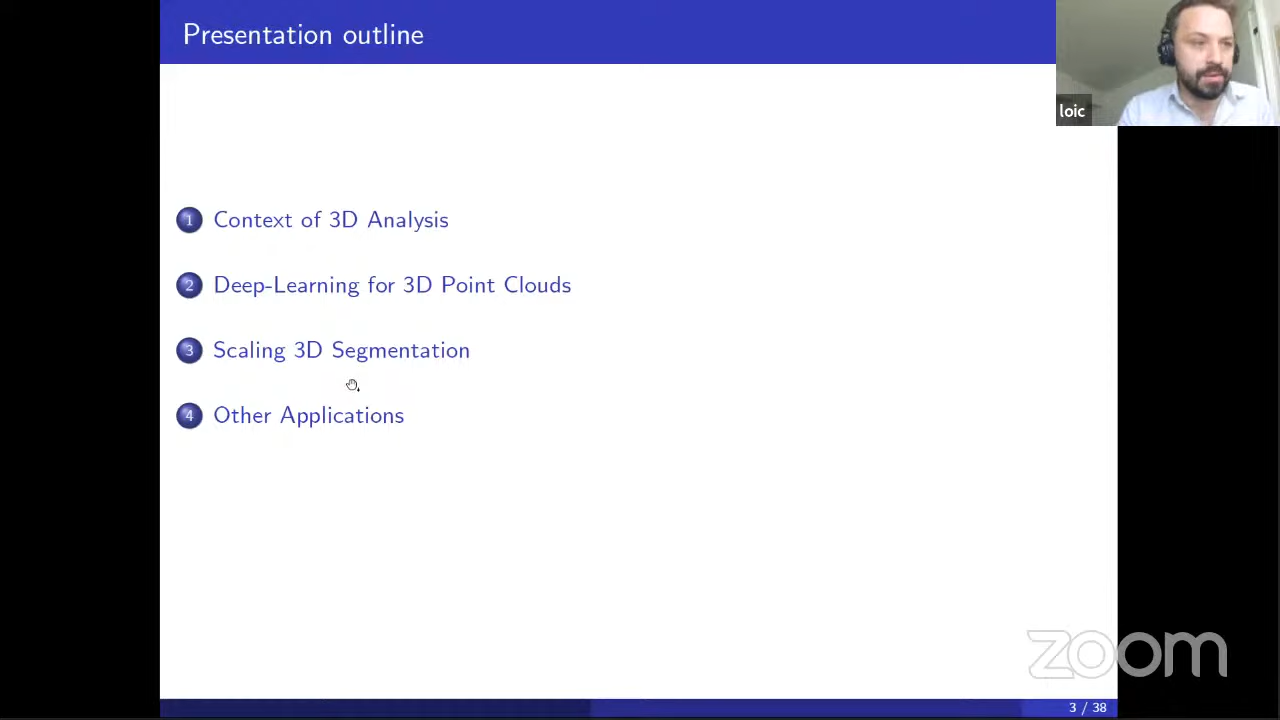 Presentation outline
loic
1 Context of 3D Analysis
2 Deep-Learning for 3D Point Clouds
3 Scaling 3D Segmentation
4 Other Applications
zoom
3 / 38